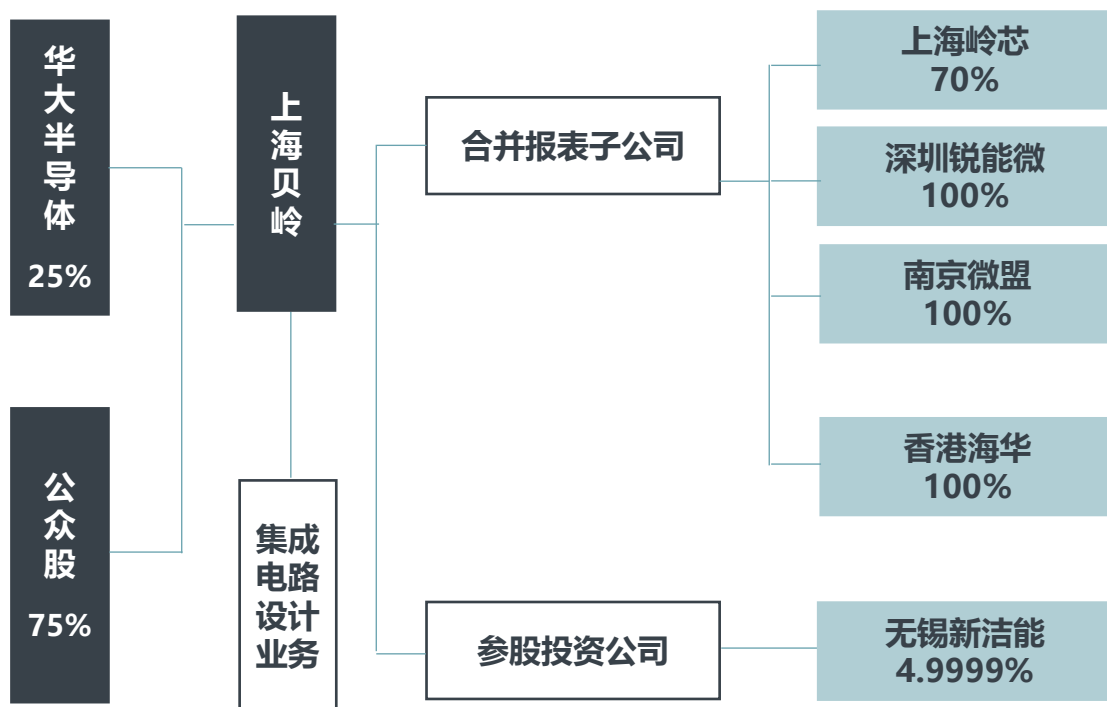 华大半导体
25%
公众股
75%
上海贝岭
集成
电路
设计
业务
合并报表子公司
参股投资公司
上海岭芯
70%
深圳锐能微
100%
南京微盟
100%
香港海华
100%
无锡新洁能
4.9999%